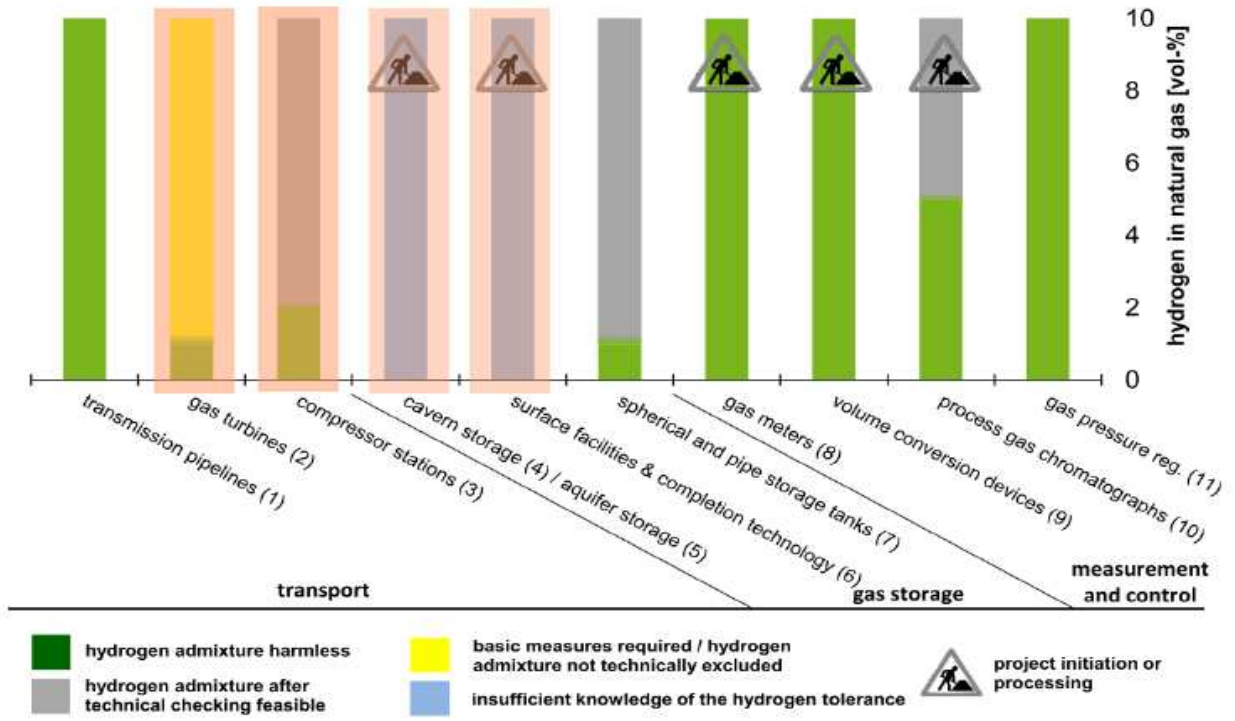 10
8
6
4
2
0
hydrogen in natural gas [vol-%]
transmission pipelines (1)
gas turbines (2)
compressor stations (3)
cavern storage (4) / aquifer storage (5)
surface facilities & completion technology (6)
spherical and pipe storage tanks (7)
gas meters (8)
volume conversion devices (9)
process gas chromatographs (10)
gas pressure reg. (11)
transport
gas storage
measurement
and control
hydrogen admixture harmless
hydrogen admixture after
technical checking feasible
basic measures required / hydrogen
admixture not technically excluded
insufficient knowledge of the hydrogen tolerance
project initiation or
processing